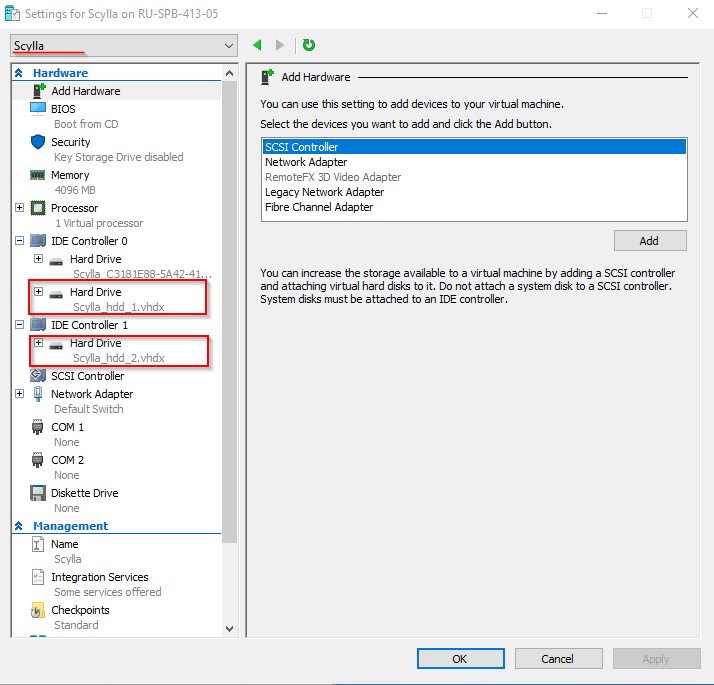 Settings for Scylla on RU-SPB-413-05
Scylla
Hardware
Add Hardware
BIOS
Boot from CD
Security
Key Storage Drive disabled
Memory
4096 MB
Processor
1 Virtual processor
IDE Controller 0
Hard Drive
Scylla_C3181E88-5A42-41...
Hard Drive
Scylla_hdd_1.vhdx
IDE Controller 1
Hard Drive
Scylla_hdd_2.vhdx
SCSI Controller
Network Adapter
Default Switch
COM 1
None
COM 2
None
Diskette Drive
None
Management
Name
Scylla
Integration Services
Some services offered
Checkpoints
Standard
Add Hardware
You can use this setting to add devices to your virtual machine.
Select the devices you want to add and click the Add button.
SCSI Controller
Network Adapter
RemoteFX 3D Video Adapter
Legacy Network Adapter
Fibre Channel Adapter
Add
You can increase the storage available to a virtual machine by adding a SCSI controller
and attaching virtual hard disks to it. Do not attach a system disk to a SCSI controller.
System disks must be attached to an IDE controller.
OK
Cancel
Apply